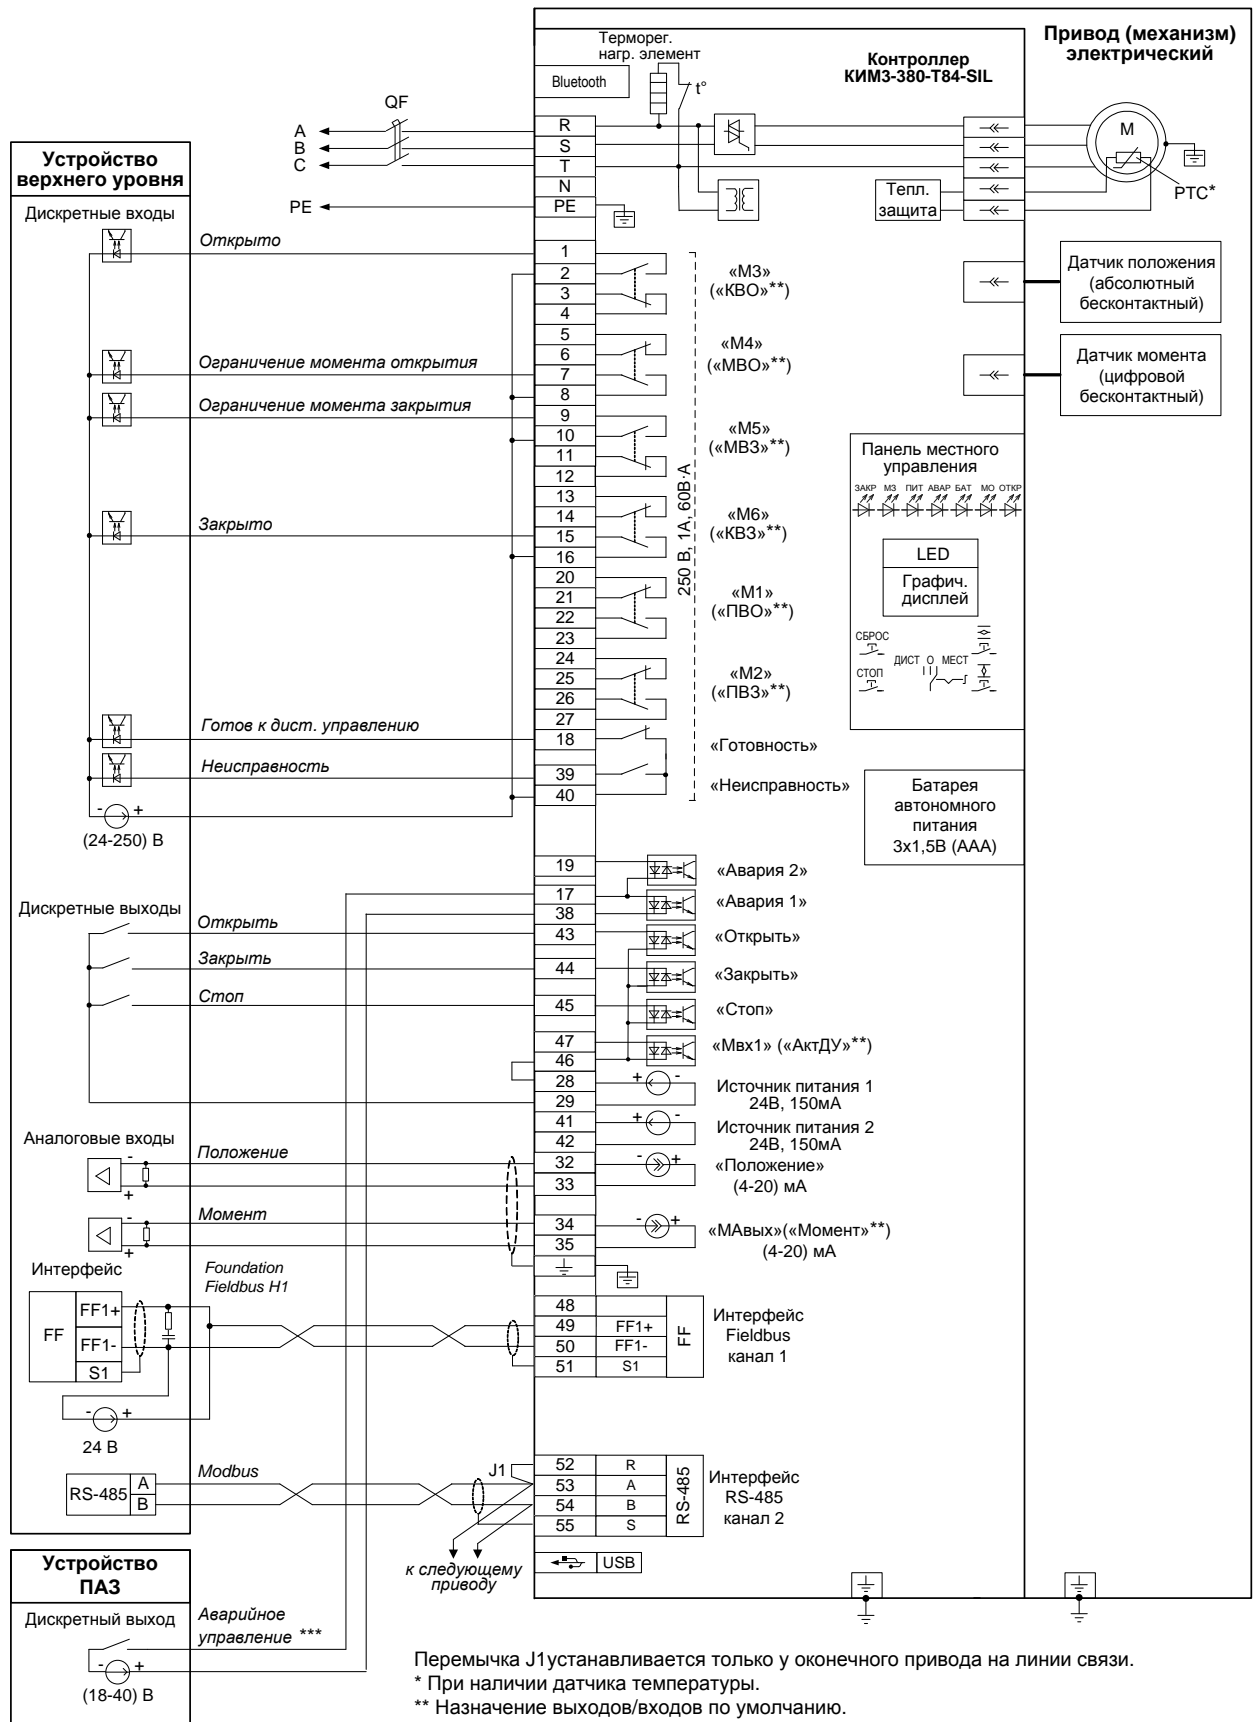 Привод (механизм)
электрический
Контроллер
КИМ3-380-Т84-SIL
Терморег.
нагр. элемент
Bluetooth
t°
QF
A
B
C
PE
R
S
T
N
PE
M
PTC*
Тепл.
защита
Устройство
верхнего уровня
Дискретные входы
Открыто
Ограничение момента открытия
Ограничение момента закрытия
Закрыто
Готов к дист. управлению
Неисправность
- +
(24-250) В
1
2
3
4
5
6
7
8
9
10
11
12
13
14
15
16
20
21
22
23
24
25
26
27
18
39
40
«М3»
(«КВО»**)
«М4»
(«МВО»**)
«М5»
(«МВЗ»**)
«М6»
(«КВЗ»**)
«М1»
(«ПВО»**)
«М2»
(«ПВЗ»**)
«Готовность»
«Неисправность»
250 В, 1А, 60В·А
Датчик положения
(абсолютный
бесконтактный)
Датчик момента
(цифровой
бесконтактный)
Панель местного
управления
ЗАКР МЗ ПИТ АВАР БАТ МО ОТКР
LED
Графич.
дисплей
СБРОС
СТОП
ДИСТ О МЕСТ
Батарея
автономного
питания
3х1,5В (ААА)
Дискретные выходы
Открыть
Закрыть
Стоп
19
17
38
43
44
45
47
46
28
29
41
42
32
33
34
35
«Авария 2»
«Авария 1»
«Открыть»
«Закрыть»
«Стоп»
«Мвх1» («АктДУ»**)
+ -
Источник питания 1
24В, 150мА
+ -
Источник питания 2
24В, 150мА
- +
«Положение»
(4-20) мА
- +
«МАвых»(«Момент»**)
(4-20) мА
Аналоговые входы
-
+
Положение
-
+
Момент
Интерфейс
Foundation
Fieldbus H1
FF
FF1+
FF1-
S1
- +
24 В
48
49 FF1+
50 FF1-
51 S1
FF
Интерфейс
Fieldbus
канал 1
RS-485
A
B
Modbus
J1
52 R
53 A
54 B
55 S
RS-485
Интерфейс
RS-485
канал 2
USB
к следующему
приводу
Устройство
ПАЗ
Дискретный выход
- +
(18-40) В
Аварийное
управление ***
Перемычка J1устанавливается только у оконечного привода на линии связи.
* При наличии датчика температуры.
** Назначение выходов/входов по умолчанию.